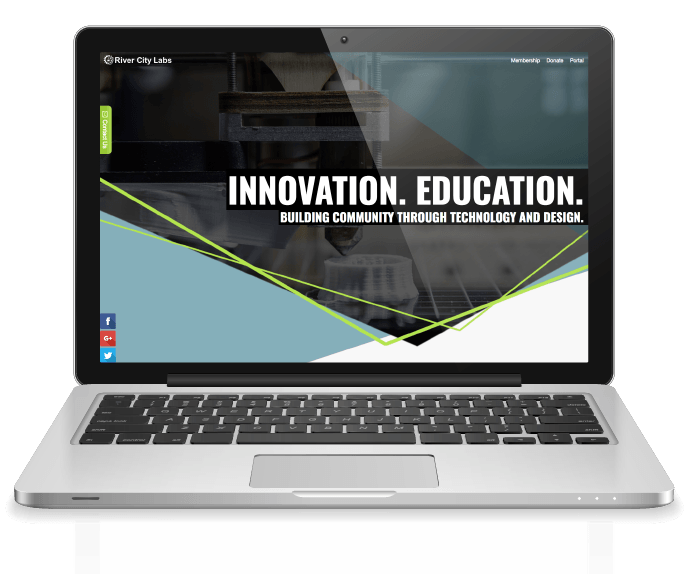 River City Labs
Membership Donate Portal
Contact Us
INNOVATION. EDUCATION.
BUILDING COMMUNITY THROUGH TECHNOLOGY AND DESIGN.
f
G+